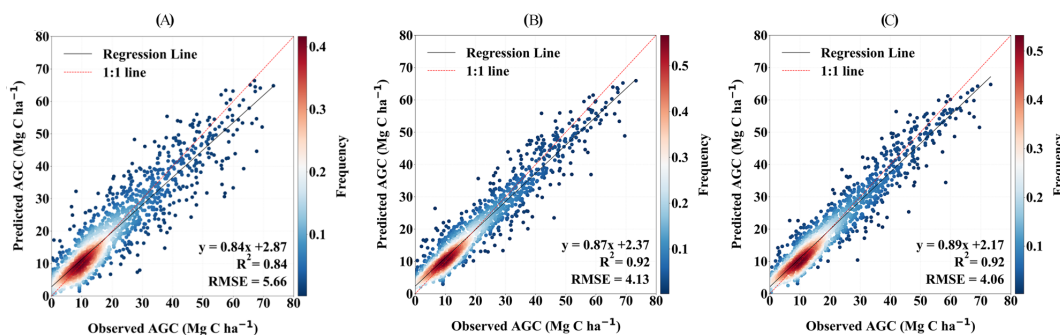 (A)
Regression Line
1:1 line
Predicted AGC (Mg C ha⁻¹)
80
70
60
50
40
30
20
10
0
y = 0.84x +2.87
R² = 0.84
RMSE = 5.66
0 10 20 30 40 50 60 70 80
Observed AGC (Mg C ha⁻¹)
0.4
0.3
0.2
0.1
Frequency
(B)
Regression Line
1:1 line
Predicted AGC (Mg C ha⁻¹)
80
70
60
50
40
30
20
10
0
y = 0.87x +2.37
R² = 0.92
RMSE = 4.13
0 10 20 30 40 50 60 70 80
Observed AGC (Mg C ha⁻¹)
0.5
0.4
0.3
0.2
0.1
Frequency
(C)
Regression Line
1:1 line
Predicted AGC (Mg C ha⁻¹)
80
70
60
50
40
30
20
10
0
y = 0.89x +2.17
R² = 0.92
RMSE = 4.06
0 10 20 30 40 50 60 70 80
Observed AGC (Mg C ha⁻¹)
0.5
0.4
0.3
0.2
0.1
Frequency